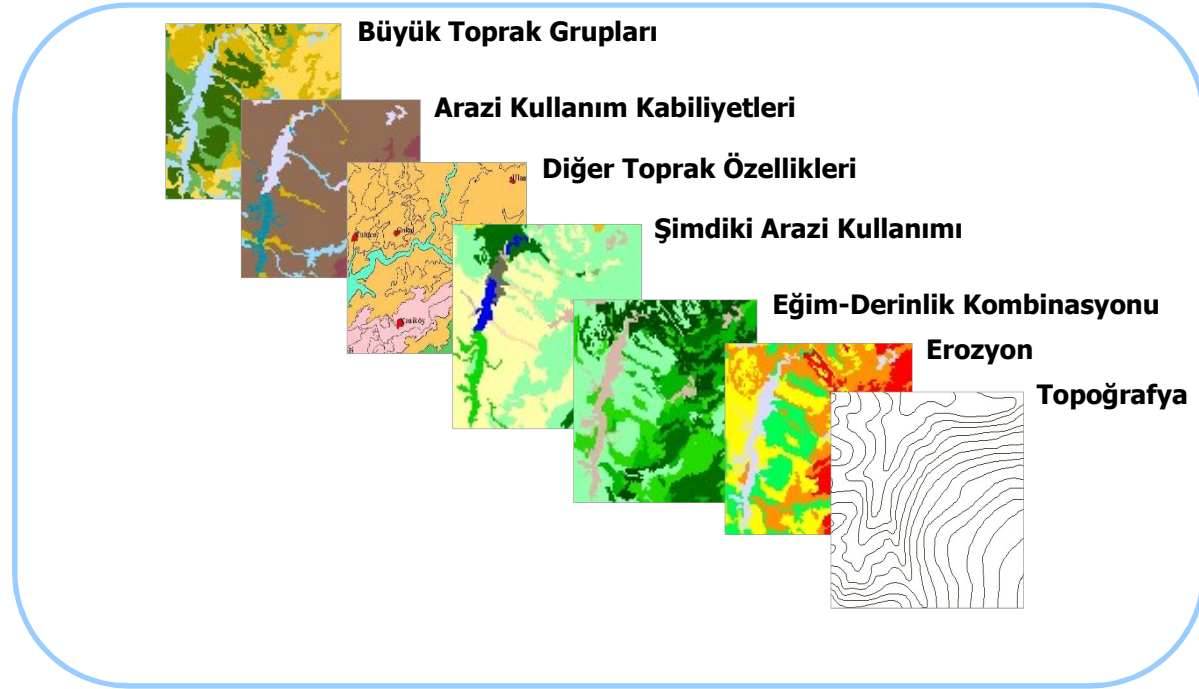 Büyük Toprak Grupları
Arazi Kullanım Kabiliyetleri
Diğer Toprak Özellikleri
Şimdiki Arazi Kullanımı
Eğim-Derinlik Kombinasyonu
Erozyon
Topoğrafya